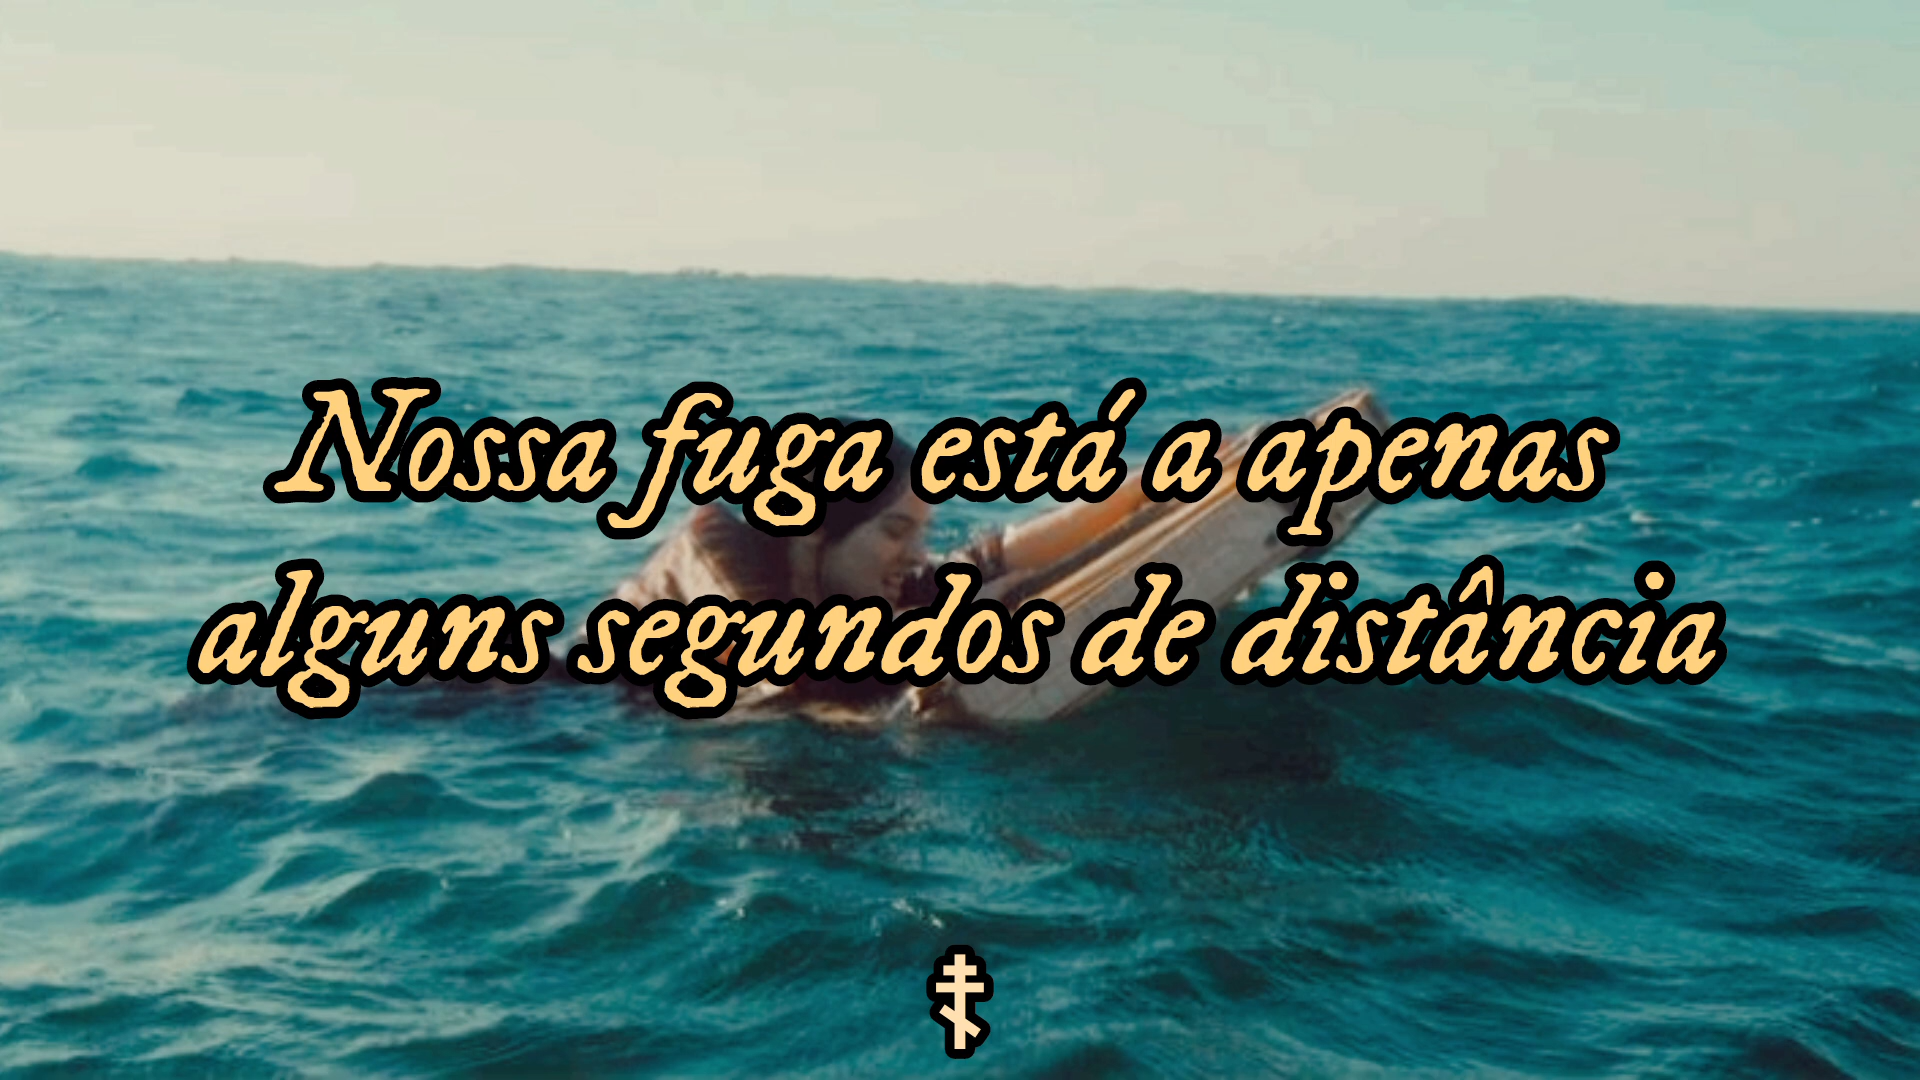 Nossa fuga está a apenas
alguns segundos de distância
☦